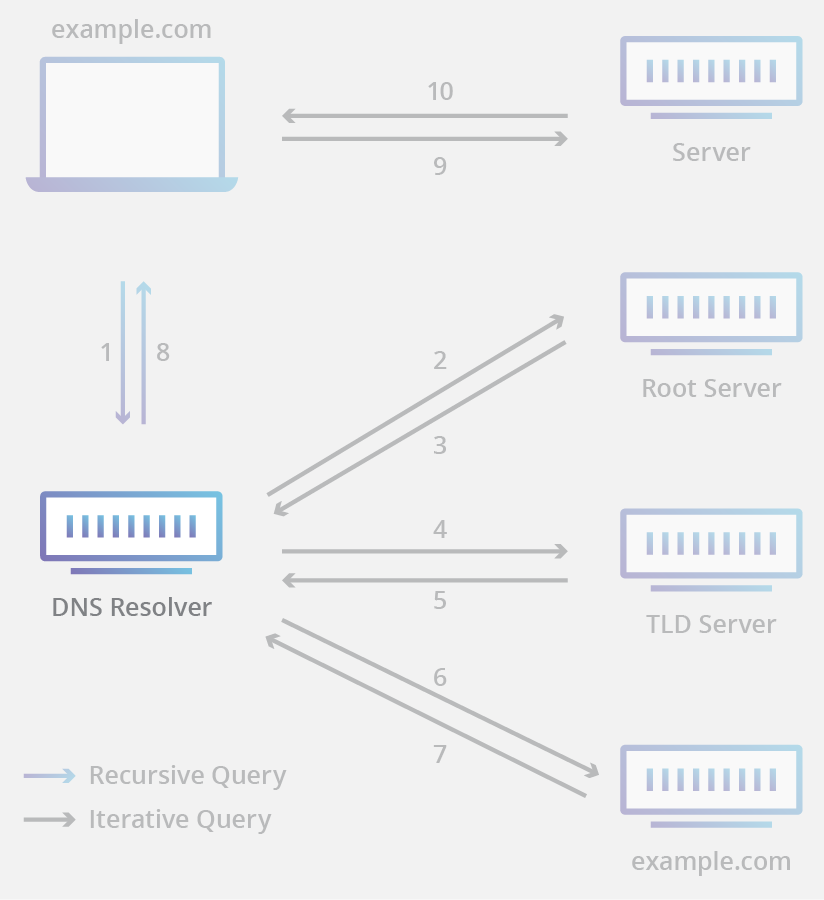 example.com
10
9
Server
1
8
2
3
Root Server
4
5
DNS Resolver
TLD Server
6
7
Recursive Query
Iterative Query
example.com